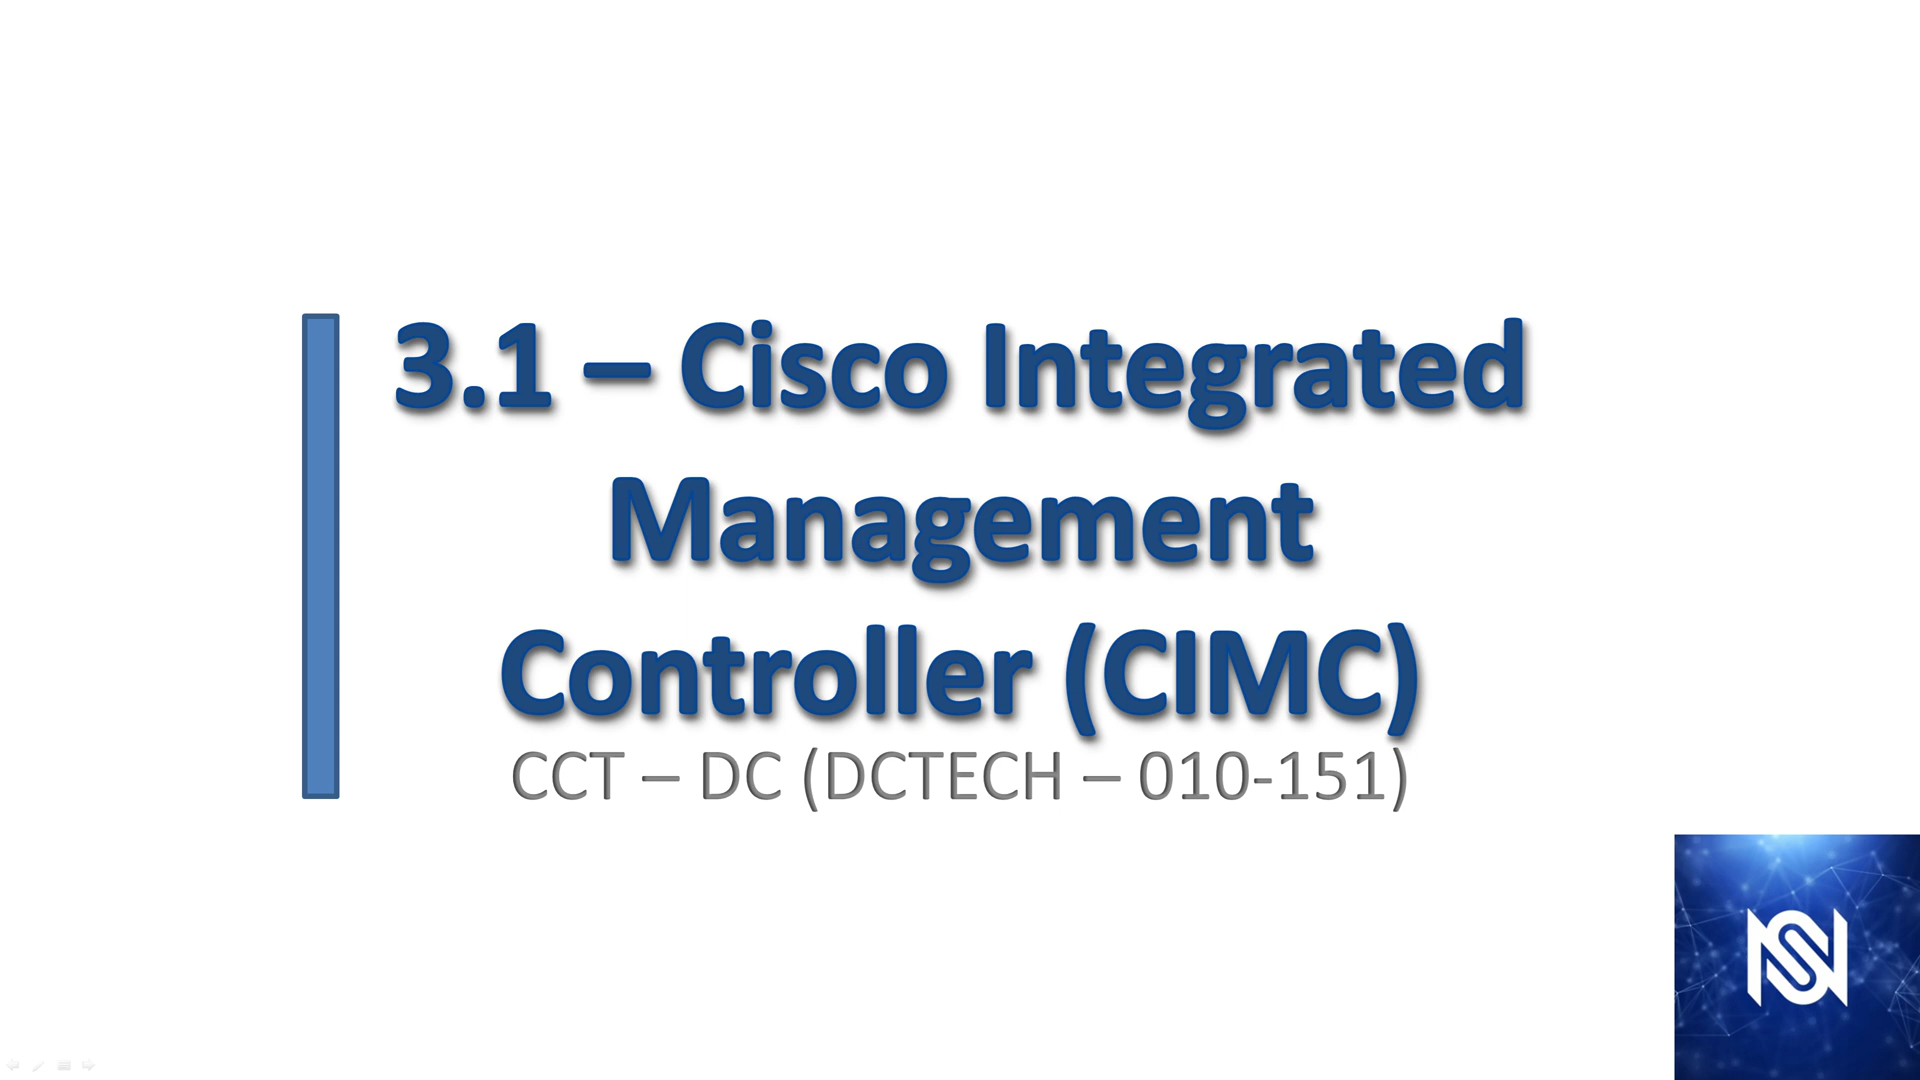 3.1 – Cisco Integrated
Management
Controller (CIMC)
CCT – DC (DCTECH – 010-151)